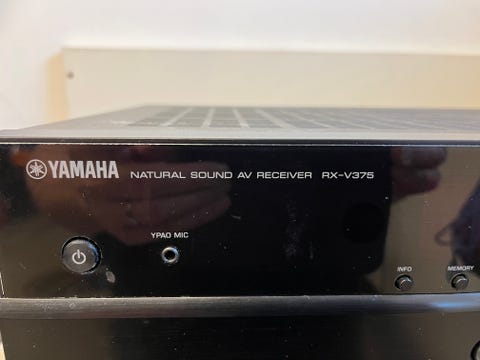 YAMAHA NATURAL SOUND AV RECEIVER RX-V375
YPAO MIC
INFO MEMORY